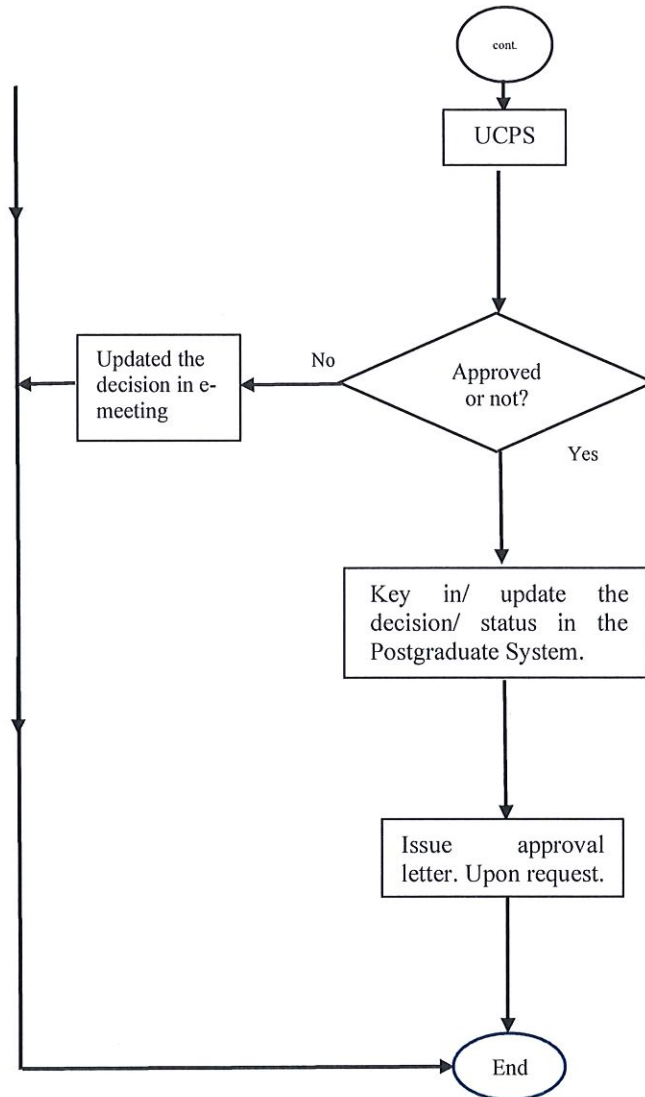 cont.
UCPS
Approved
or not?
No
Updated the
decision in e-
meeting
Yes
Key in/ update the
decision/ status in the
Postgraduate System.
Issue approval
letter. Upon request.
End